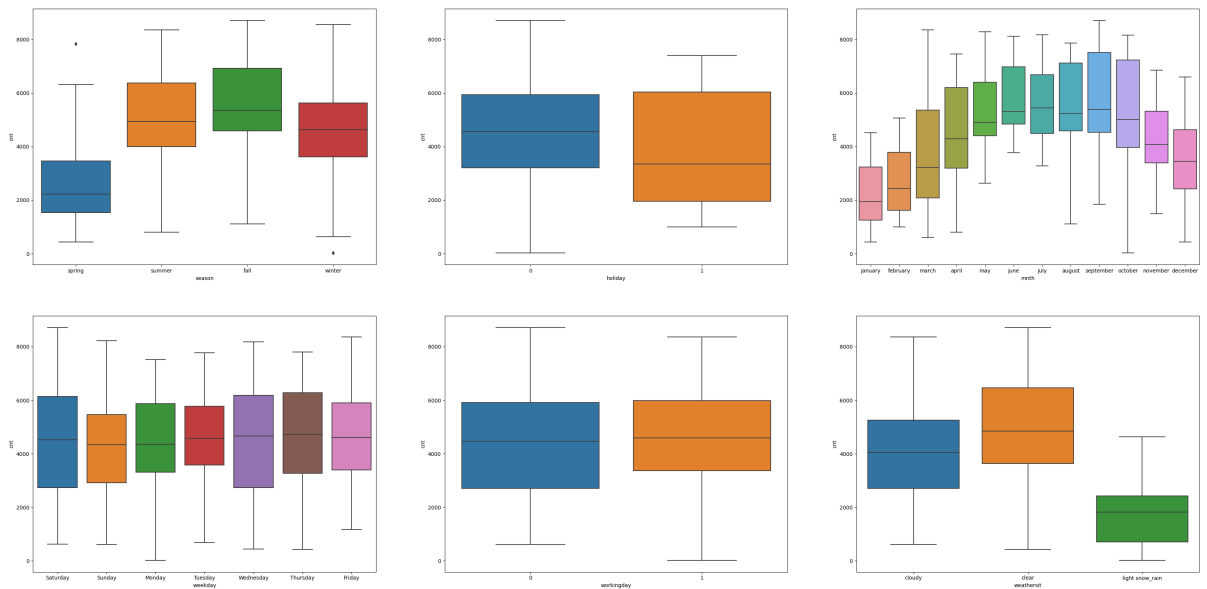 8000
6000
4000
2000
0
cnt
spring summer fall winter
season
8000
6000
4000
2000
0
cnt
0 1
holiday
8000
6000
4000
2000
0
cnt
january february march april may june july august september october november december
mnth
8000
6000
4000
2000
0
cnt
Saturday Sunday Monday Tuesday Wednesday Thursday Friday
weekday
8000
6000
4000
2000
0
cnt
0 1
workingday
8000
6000
4000
2000
0
cnt
cloudy clear light snow_rain
weathersit